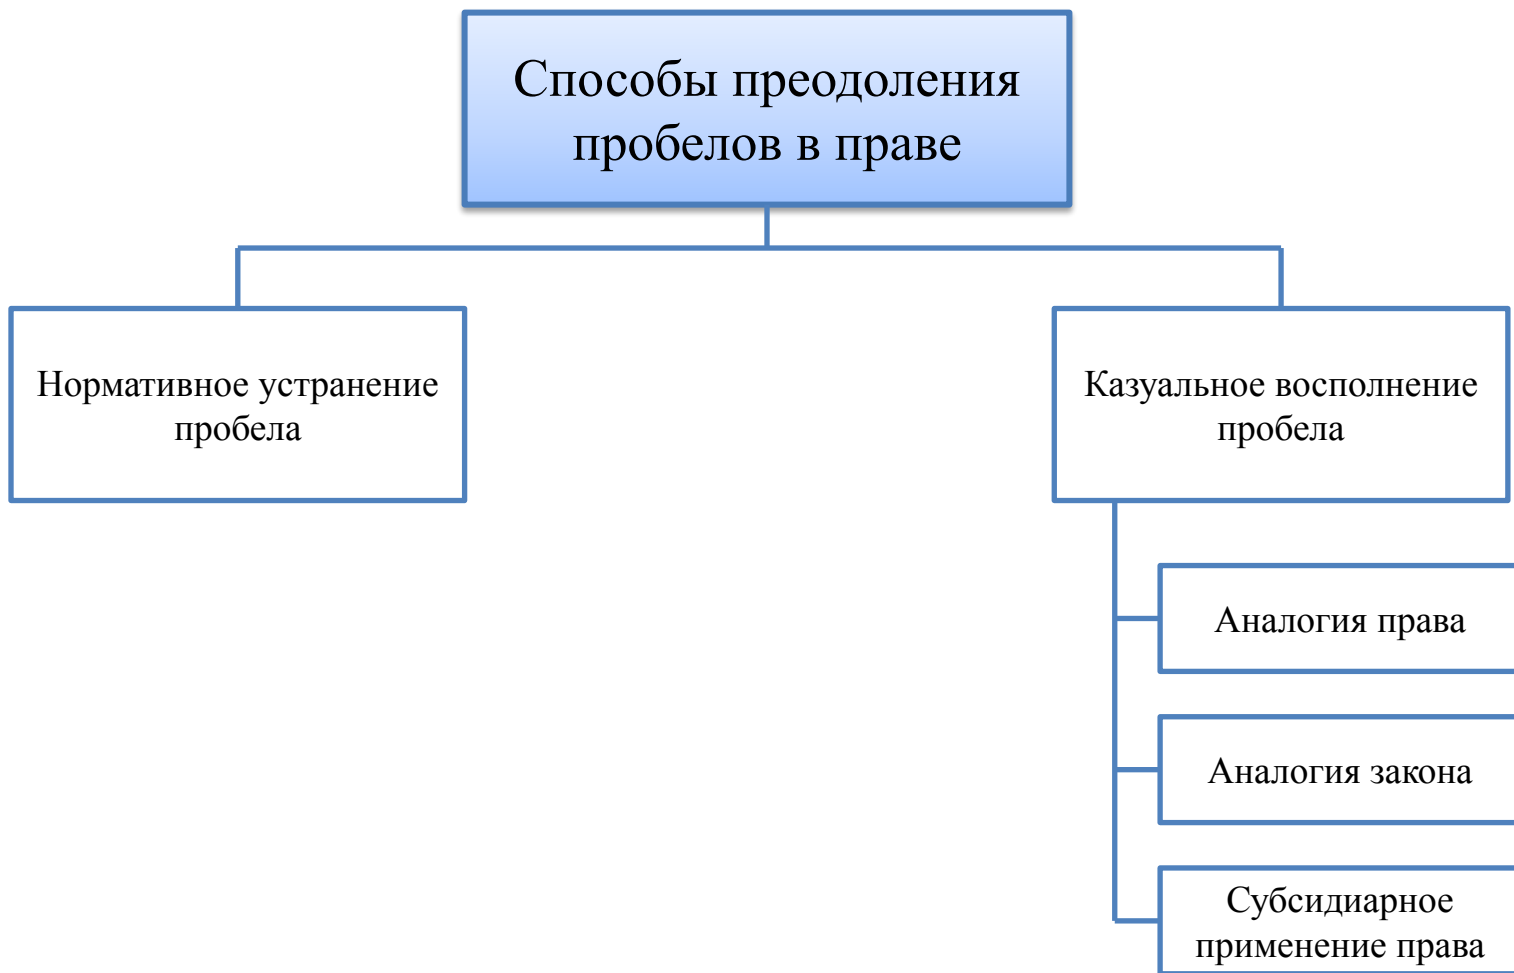 Способы преодоления
пробелов в праве
Нормативное устранение
пробела
Казуальное восполнение
пробела
Аналогия права
Аналогия закона
Субсидиарное
применение права